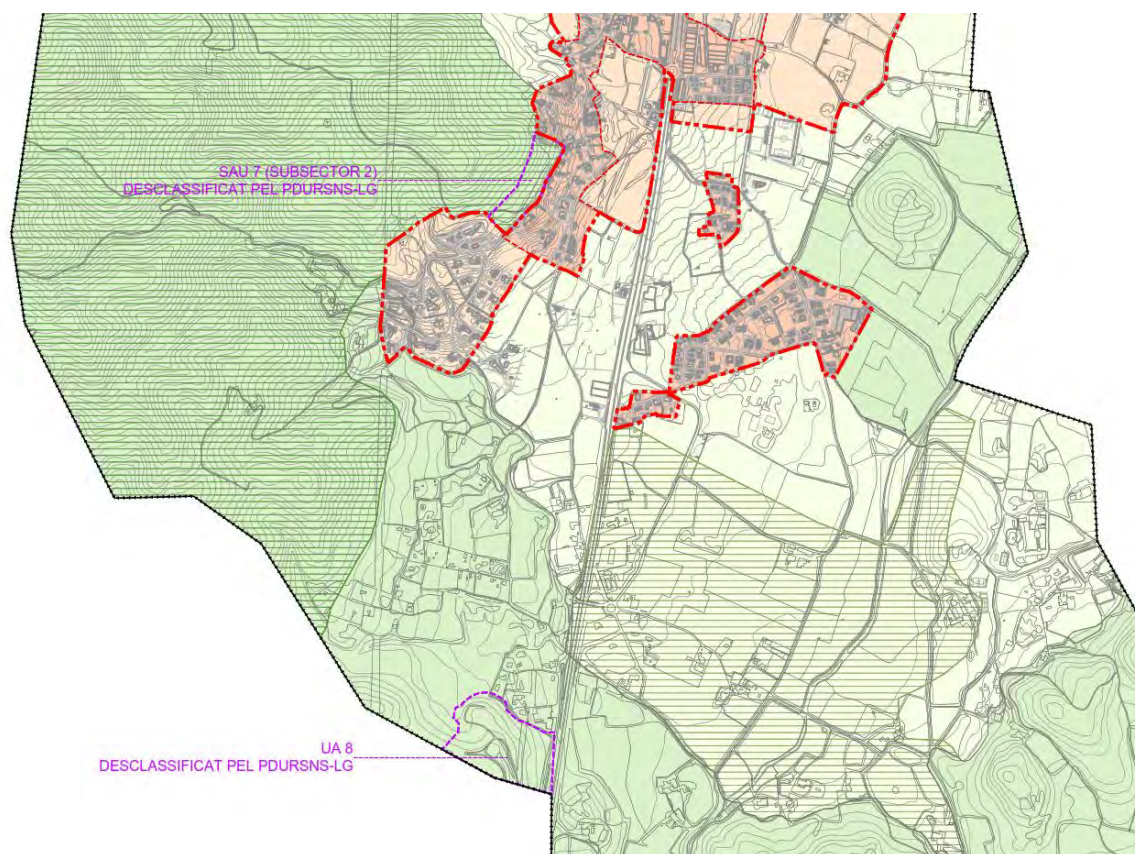 SAU 7 (SUBSECTOR 2)
DESCLASSIFICAT PEL PDURSNS-LG
UA 8
DESCLASSIFICAT PEL PDURSNS-LG